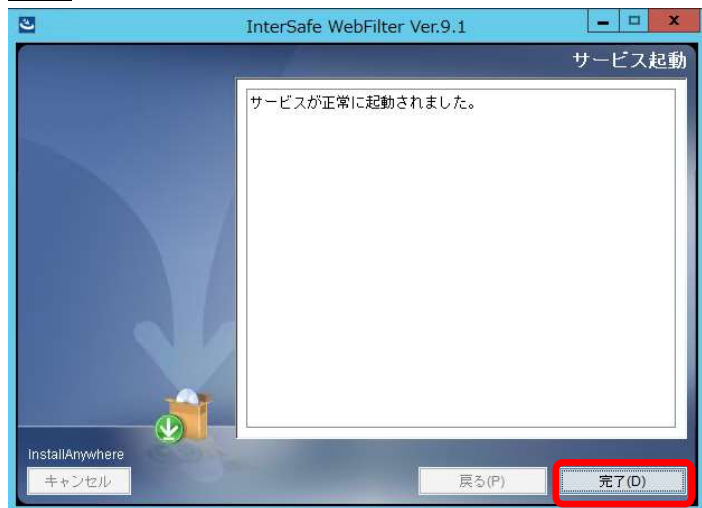 InterSafe WebFilter Ver.9.1
サービス起動
サービスが正常に起動されました。
InstallAnywhere
キャンセル
戻る(P)
完了(D)